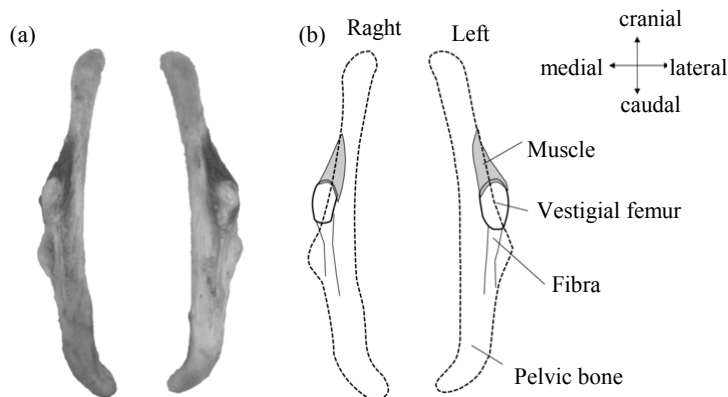 (a)
(b)
Raght
Left
cranial
medial
lateral
caudal
Muscle
Vestigial femur
Fibra
Pelvic bone